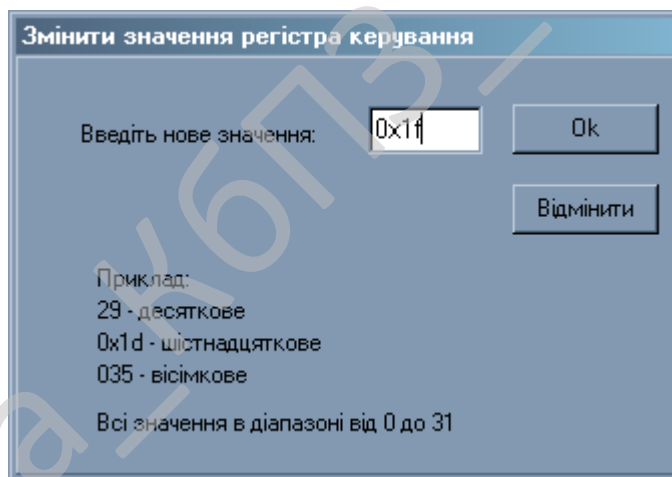 Змінити значення регістра керування
Введіть нове значення:
0x1f
Ok
Відмінити
Приклад:
29 - десяткове
0x1d - шістнадцяткове
035 - вісімкове
Всі значення в діапазоні від 0 до 31
а_КбПЗ_